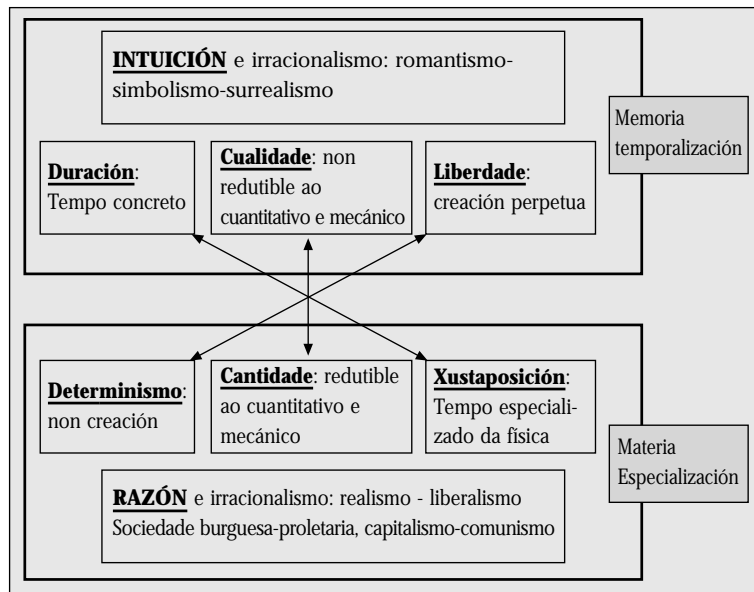 INTUICIÓN e irracionalismo: romantismo-
simbolismo-surrealismo
Memoria
temporalización
Duración:
Tempo concreto
Cualidade: non
redutible ao
cuantitativo e mecánico
Liberdade:
creación perpetua
Determinismo:
non creación
Cantidade: redutible
ao cuantitativo e
mecánico
Xustaposición:
Tempo especiali-
zado da física
Materia
Especialización
RAZÓN e irracionalismo: realismo - liberalismo
Sociedade burguesa-proletaria, capitalismo-comunismo